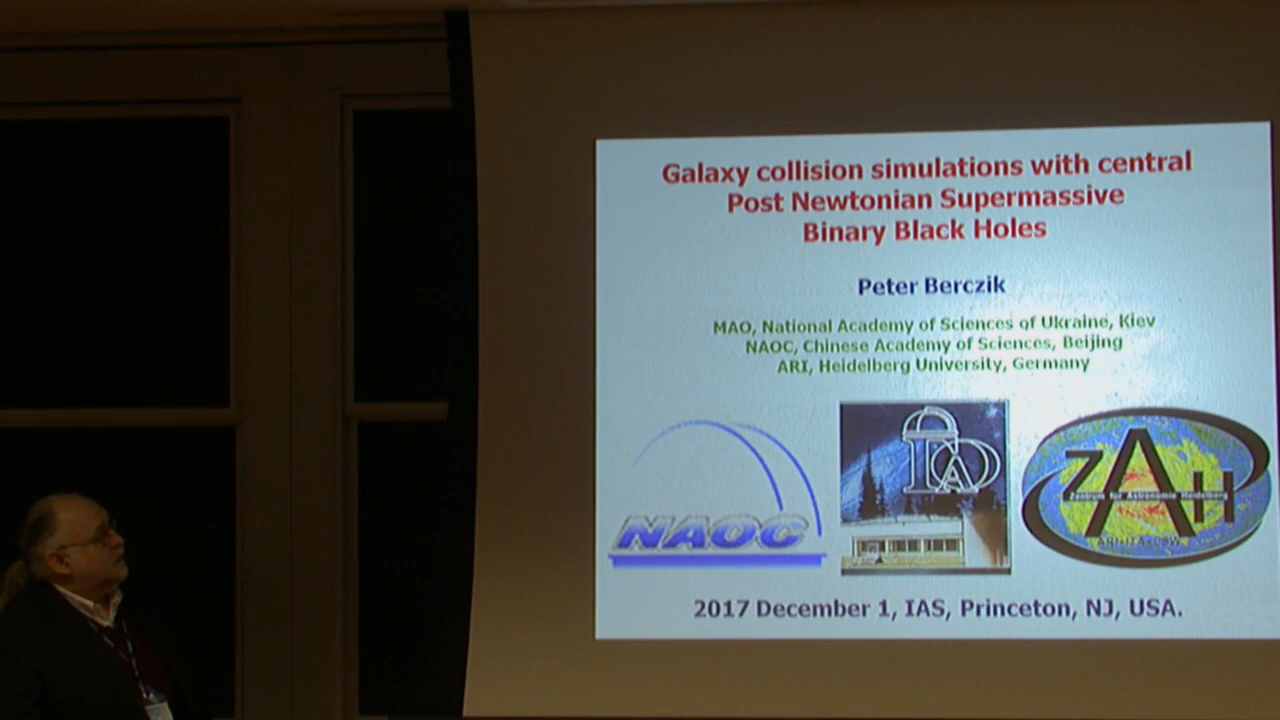 Galaxy collision simulations with central
Post Newtonian Supermassive
Binary Black Holes
Peter Berczik
MAO, National Academy of Sciences of Ukraine, Kiev
NAOC, Chinese Academy of Sciences, Beijing
ARI, Heidelberg University, Germany
NAOC
ZAH
Zentrum für Astronomie Heidelberg
2017 December 1, IAS, Princeton, NJ, USA.